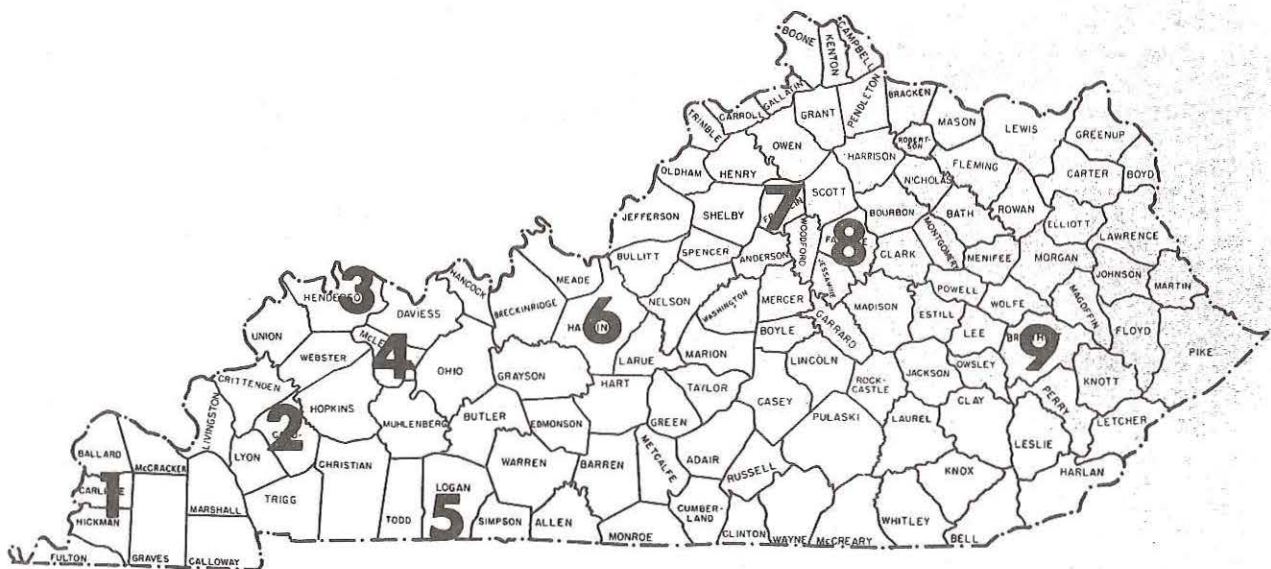 BOONE
KENTON
CAMPBELL
GALLATIN
CARROLL
TRIMBLE
GRANT
PENDLETON
BRACKEN
MASON
LEWIS
GREENUP
OWEN
ROBERT-
SON
HARRISON
FLEMING
CARTER
BOYD
OLDHAM
HENRY
7
SCOTT
NICHOLAS
ROWAN
ELLIOTT
LAWRENCE
JEFFERSON
SHELBY
WOODFORD
8
BOURBON
BATH
MONTGOMERY
MENIFEE
MORGAN
JOHNSON
MARTIN
BULLITT
SPENCER
ANDERSON
JESSAMINE
CLARK
POWELL
WOLFE
MAGOFFIN
FLOYD
PIKE
3
HANCOCK
MEADE
BRECKINRIDGE
6
NELSON
WASHINGTON
MERCER
BOYLE
GARRARD
MADISON
ESTILL
LEE
9
KNOTT
UNION
DAVIESS
4
WEBSTER
OHIO
GRAYSON
LARUE
MARION
LINCOLN
ROCK-
CASTLE
JACKSON
OWSLEY
PERRY
LETCHER
CRITTENDEN
LIVINGSTON
2
HOPKINS
MUHLENBERG
BUTLER
EDMONSON
HART
GREEN
TAYLOR
CASEY
PULASKI
LAUREL
CLAY
LESLIE
HARLAN
LYON
CHRISTIAN
WARREN
BARREN
METCALFE
ADAIR
RUSSELL
KNOX
BALLARD
McCRACKEN
1
MARSHALL
TRIGG
TODD
LOGAN
5
SIMPSON
ALLEN
MONROE
CUMBER-
LAND
CLINTON
WAYNE
McCREARY
WHITLEY
BELL
HICKMAN
FULTON
GRAVES
CALLOWAY